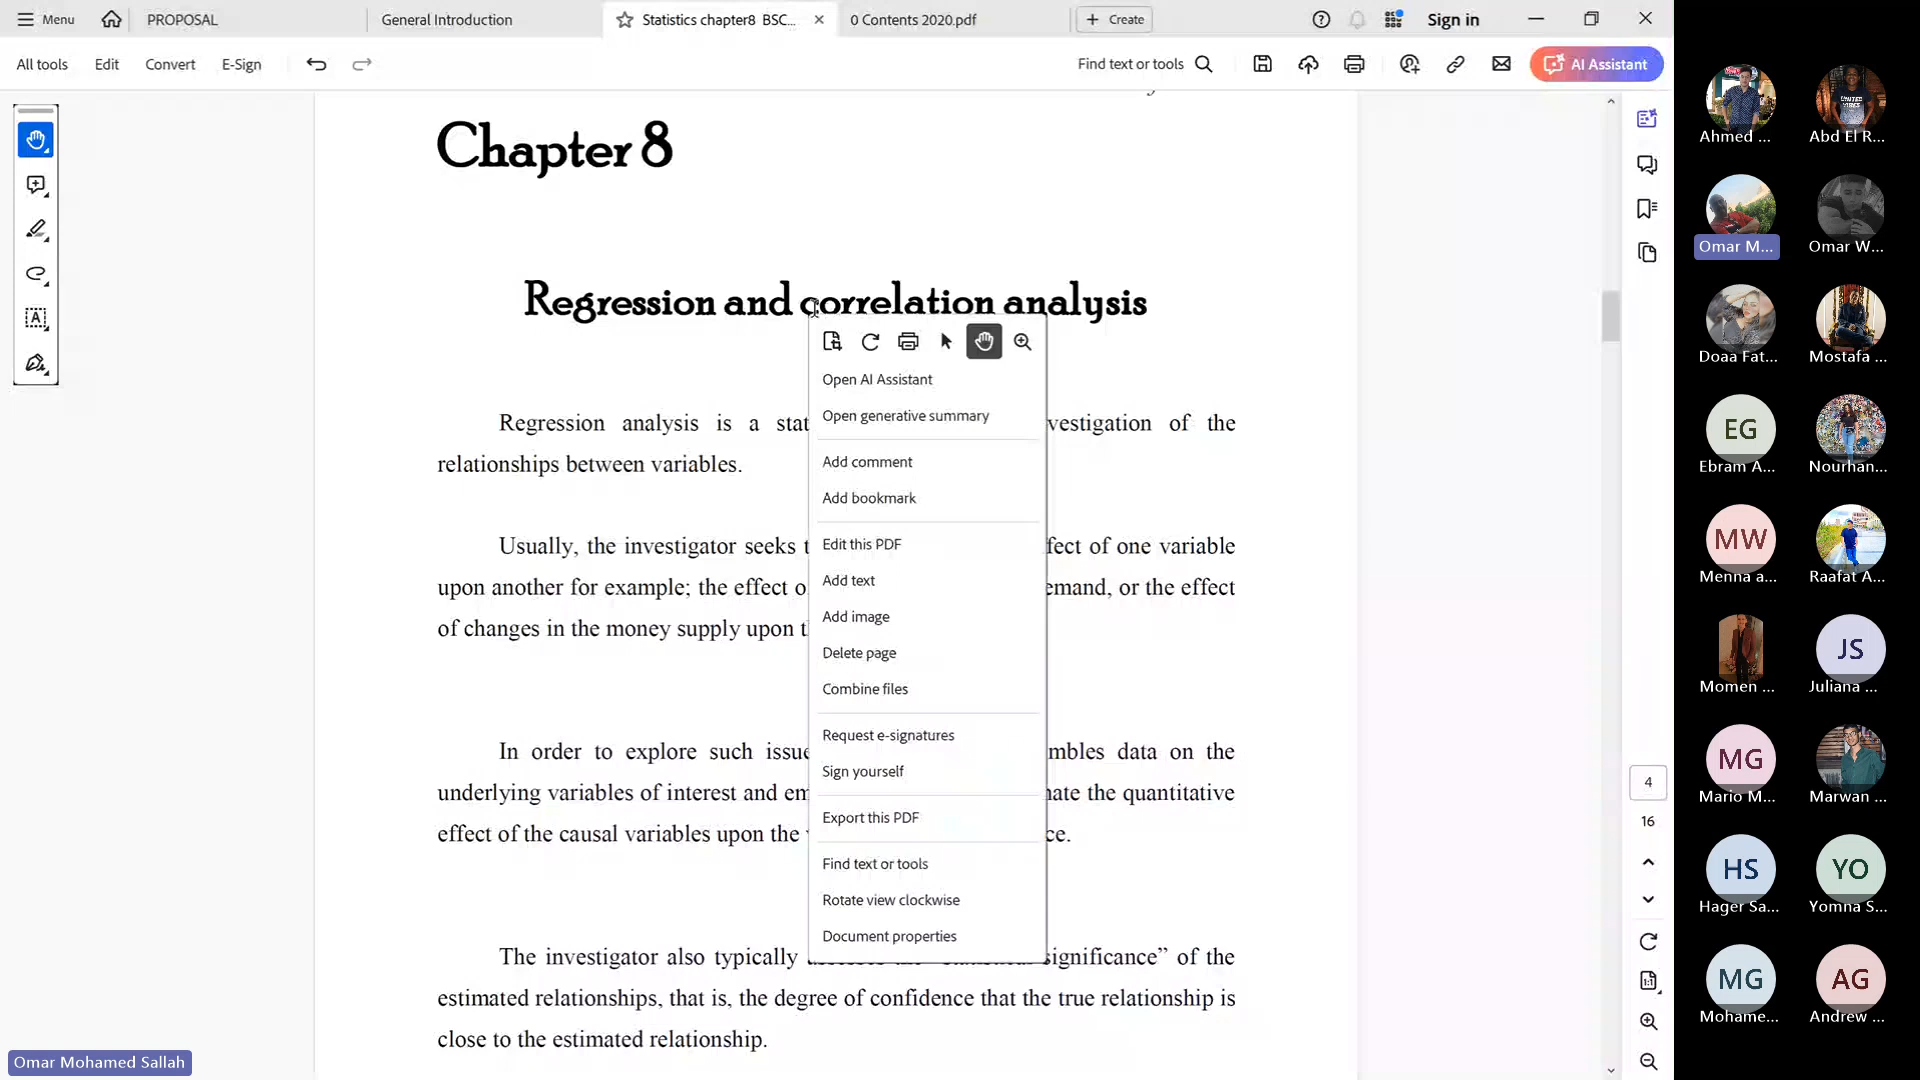 Menu
PROPOSAL
General Introduction
Statistics chapter8 BSC...
0 Contents 2020.pdf
Create
Sign in
All tools
Edit
Convert
E-Sign
Find text or tools
AI Assistant
Chapter 8
Regression and correlation analysis
Regression analysis is a stat
vestigation of the
relationships between variables.
Usually, the investigator seeks t
fect of one variable
upon another for example; the effect o
emand, or the effect
of changes in the money supply upon t
In order to explore such issue
mbles data on the
underlying variables of interest and em
ate the quantitative
effect of the causal variables upon the
ce.
The investigator also typically
significance” of the
estimated relationships, that is, the degree of confidence that the true relationship is
close to the estimated relationship.
Open AI Assistant
Open generative summary
Add comment
Add bookmark
Edit this PDF
Add text
Add image
Delete page
Combine files
Request e-signatures
Sign yourself
Export this PDF
Find text or tools
Rotate view clockwise
Document properties
4
16
1:1
Omar Mohamed Sallah
Ahmed ...
Abd El R...
Omar M...
Omar W...
Doaa Fat...
Mostafa ...
EG
Ebram A...
Nourhan...
MW
Menna a...
Raafat A...
Momen ...
JS
Juliana ...
MG
Mario M...
Marwan ...
HS
Hager Sa...
YO
Yomna S...
MG
Mohame...
AG
Andrew ...